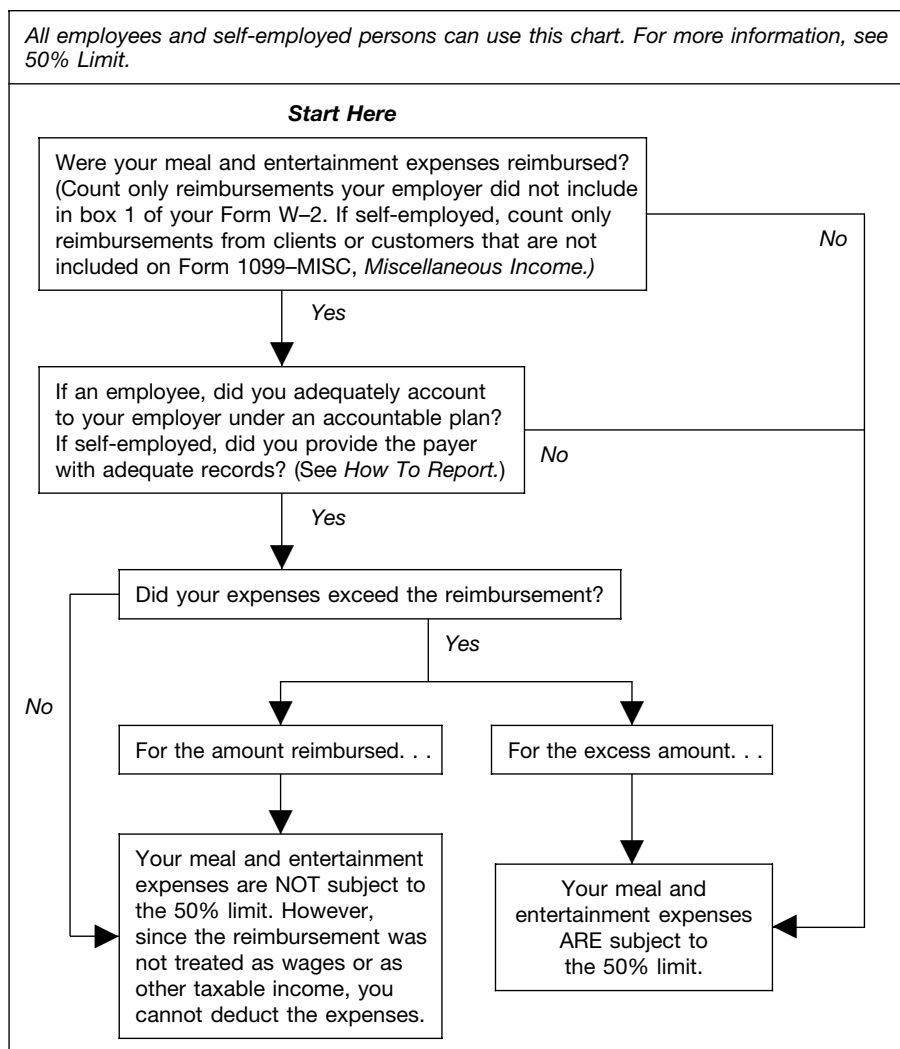 All employees and self-employed persons can use this chart. For more information, see
50% Limit.
Start Here
Were your meal and entertainment expenses reimbursed?
(Count only reimbursements your employer did not include
in box 1 of your Form W–2. If self-employed, count only
reimbursements from clients or customers that are not
included on Form 1099–MISC, Miscellaneous Income.)
No
Yes
If an employee, did you adequately account
to your employer under an accountable plan?
If self-employed, did you provide the payer
with adequate records? (See How To Report.)
No
Yes
Did your expenses exceed the reimbursement?
Yes
No
For the amount reimbursed. . .
For the excess amount. . .
Your meal and entertainment
expenses are NOT subject to
the 50% limit. However,
since the reimbursement was
not treated as wages or as
other taxable income, you
cannot deduct the expenses.
Your meal and
entertainment expenses
ARE subject to
the 50% limit.